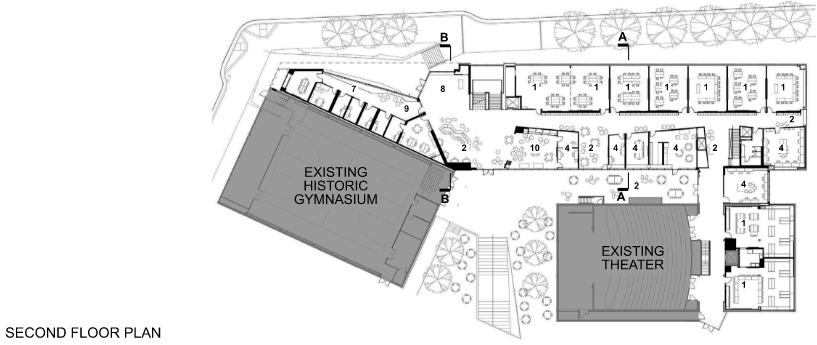 B
A
1 1 1 1 1 1 1
7
8
9
2
2
10
4
2
4
4
4
2
4
EXISTING
HISTORIC
GYMNASIUM
4
B
A
2
1
EXISTING
THEATER
1
SECOND FLOOR PLAN